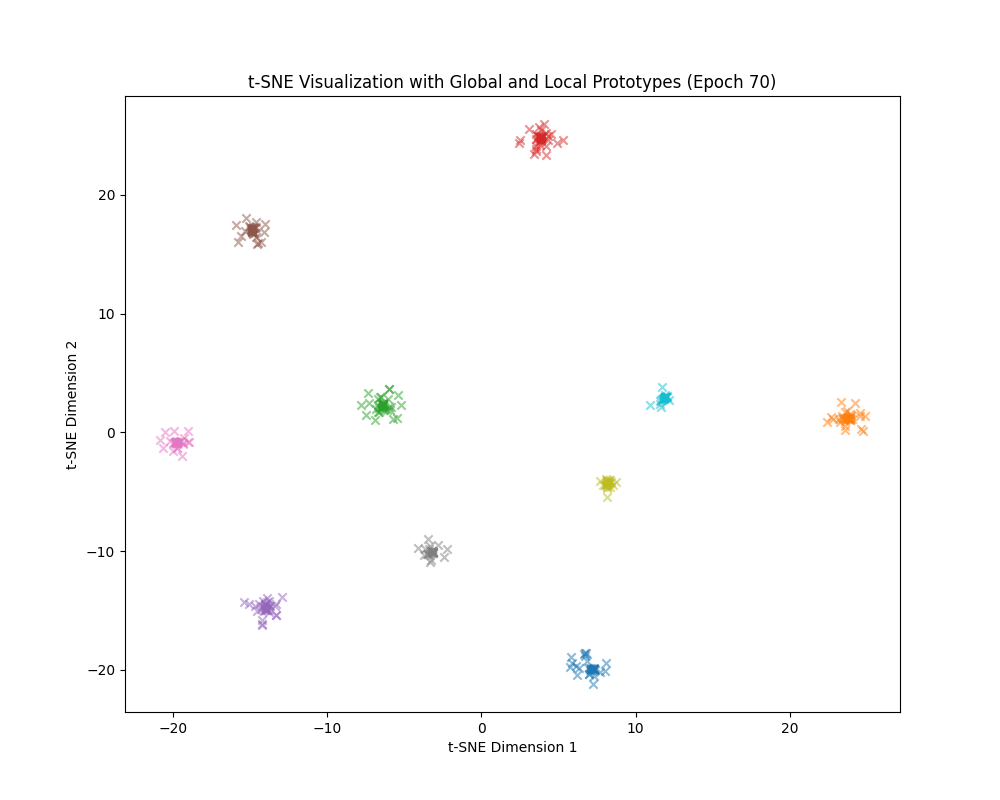 t-SNE Visualization with Global and Local Prototypes (Epoch 70)
20
10
0
−10
−20
t-SNE Dimension 2
−20 −10 0 10 20
t-SNE Dimension 1